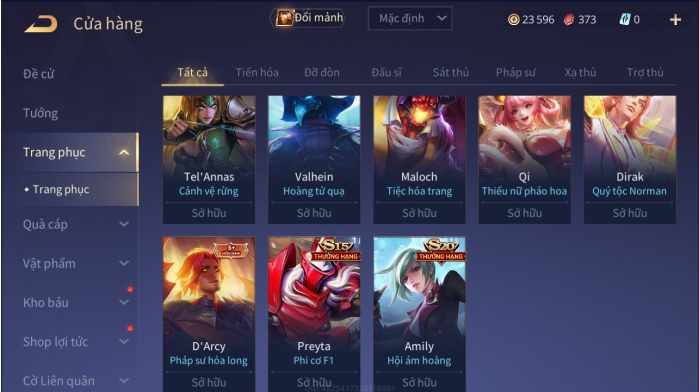 Cửa hàng
Đổi mảnh
Mặc định
23 596
373
0
Đề cử
Tướng
Trang phục
Trang phục
Quà cáp
Vật phẩm
Kho báu
Shop lợi tức
Cờ Liên quân
Tất cả
Tiến hóa
Đỡ đòn
Đấu sĩ
Sát thủ
Pháp sư
Xạ thủ
Trợ thủ
Tel'Annas
Cảnh vệ rừng
Sở hữu
Valhein
Hoàng tử quạ
Sở hữu
Maloch
Tiệc hóa trang
Sở hữu
Qi
Thiếu nữ pháo hoa
Sở hữu
Dirak
Quý tộc Norman
Sở hữu
S+
HỮU HẠN
D'Arcy
Pháp sư hỏa long
Sở hữu
S15
THƯỞNG HẠNG
Preyta
Phi cơ F1
Sở hữu
S20
THƯỞNG HẠNG
Amily
Hội ám hoàng
Sở hữu